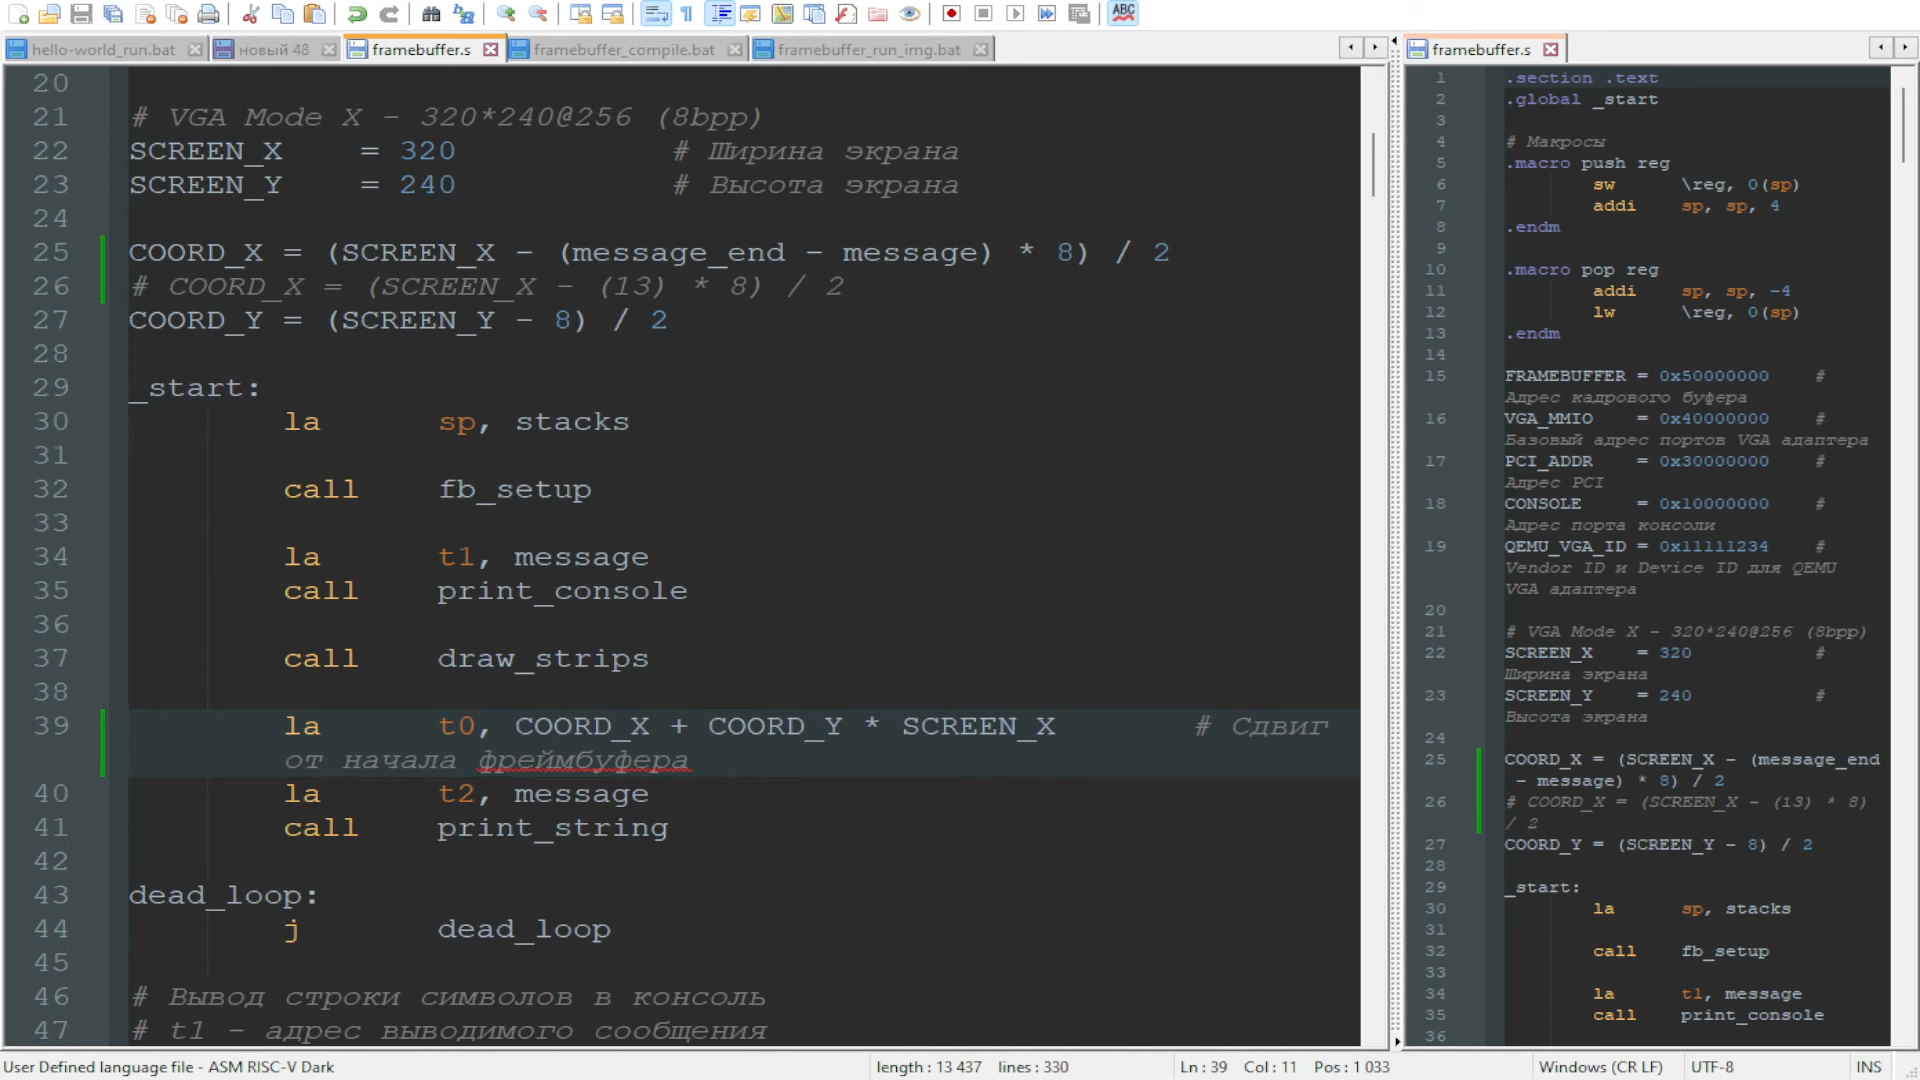 hello-world_run.bat
новый 48
framebuffer.s
framebuffer_compile.bat
framebuffer_run_img.bat
framebuffer.s
ABC
20
21 # VGA Mode X - 320*240@256 (8bpp)
22 SCREEN_X = 320 # Ширина экрана
23 SCREEN_Y = 240 # Высота экрана
24
25 COORD_X = (SCREEN_X - (message_end - message) * 8) / 2
26 # COORD_X = (SCREEN_X - (13) * 8) / 2
27 COORD_Y = (SCREEN_Y - 8) / 2
28
29 _start:
30 la sp, stacks
31
32 call fb_setup
33
34 la t1, message
35 call print_console
36
37 call draw_strips
38
39 la t0, COORD_X + COORD_Y * SCREEN_X # Сдвиг
от начала фреймбуфера
40 la t2, message
41 call print_string
42
43 dead_loop:
44 j dead_loop
45
46 # Вывод строки символов в консоль
47 # t1 - адрес выводимого сообщения
1 .section .text
2 .global _start
3
4 # Макросы
5 .macro push reg
6 sw \reg, 0(sp)
7 addi sp, sp, 4
8 .endm
9
10 .macro pop reg
11 addi sp, sp, -4
12 lw \reg, 0(sp)
13 .endm
14
15 FRAMEBUFFER = 0x50000000 #
Адрес кадрового буфера
16 VGA_MMIO = 0x40000000 #
Базовый адрес портов VGA адаптера
17 PCI_ADDR = 0x30000000 #
Адрес PCI
18 CONSOLE = 0x10000000 #
Адрес порта консоли
19 QEMU_VGA_ID = 0x11111234 #
Vendor ID и Device ID для QEMU
VGA адаптера
20
21 # VGA Mode X - 320*240@256 (8bpp)
22 SCREEN_X = 320 #
Ширина экрана
23 SCREEN_Y = 240 #
Высота экрана
24
25 COORD_X = (SCREEN_X - (message_end
- message) * 8) / 2
26 # COORD_X = (SCREEN_X - (13) * 8)
/ 2
27 COORD_Y = (SCREEN_Y - 8) / 2
28
29 _start:
30 la sp, stacks
31
32 call fb_setup
33
34 la t1, message
35 call print_console
36
User Defined language file - ASM RISC-V Dark
length : 13 437 lines : 330
Ln : 39 Col : 11 Pos : 1 033
Windows (CR LF)
UTF-8
INS